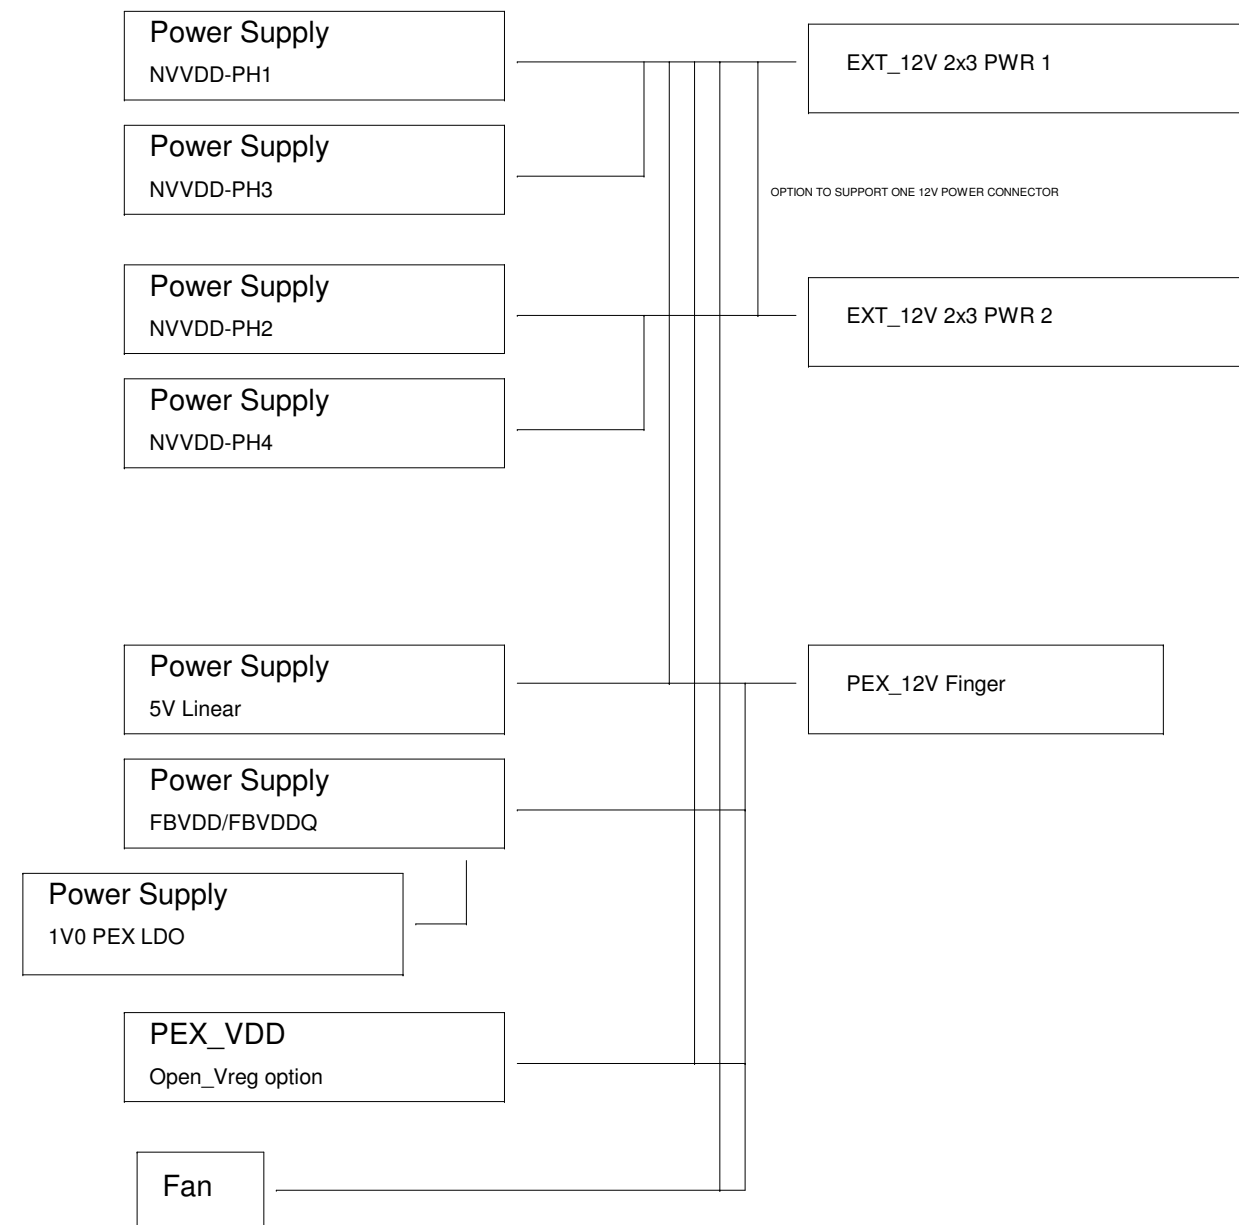 Power Supply
NVVDD-PH1
EXT_12V 2x3 PWR 1
Power Supply
NVVDD-PH3
OPTION TO SUPPORT ONE 12V POWER CONNECTOR
Power Supply
NVVDD-PH2
EXT_12V 2x3 PWR 2
Power Supply
NVVDD-PH4
Power Supply
5V Linear
PEX_12V Finger
Power Supply
FBVDD/FBVDDQ
Power Supply
1V0 PEX LDO
PEX_VDD
Open_Vreg option
Fan